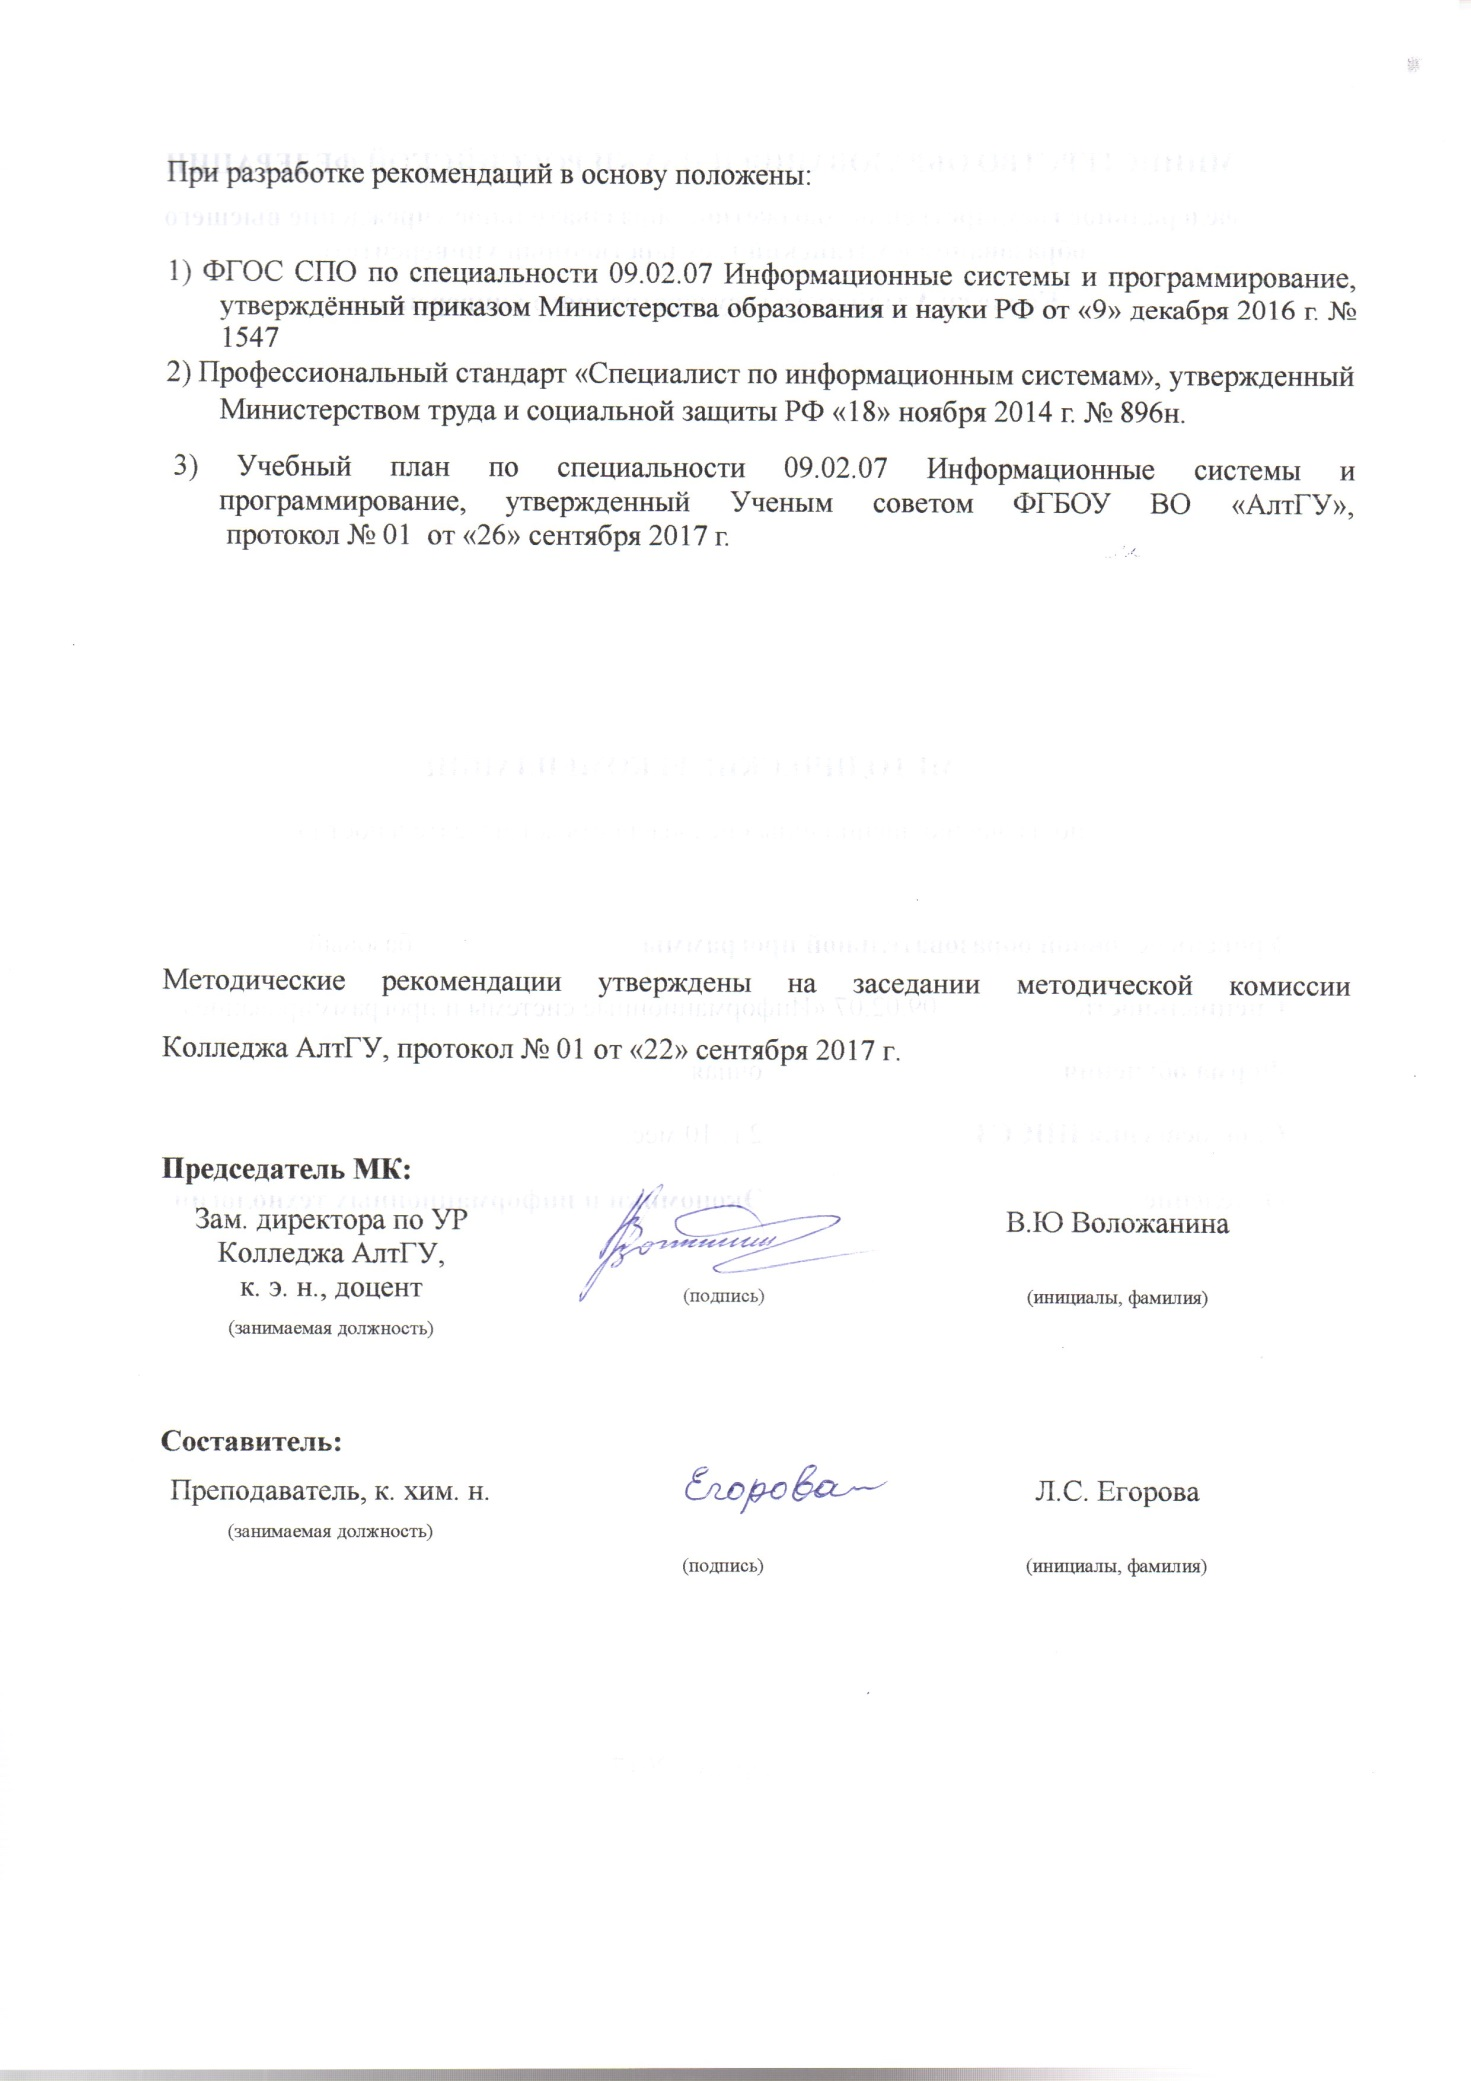 При разработке рекомендаций в основу положены:
1) ФГОС СПО по специальности 09.02.07 Информационные системы и программирование,
утверждённый приказом Министерства образования и науки РФ от «9» декабря 2016 г. №
1547
2) Профессиональный стандарт «Специалист по информационным системам», утвержденный
Министерством труда и социальной защиты РФ «18» ноября 2014 г. № 896н.
3) Учебный план по специальности 09.02.07 Информационные системы и
программирование, утвержденный Ученым советом ФГБОУ ВО «АлтГУ»,
протокол № 01 от «26» сентября 2017 г.
Методические рекомендации утверждены на заседании методической комиссии
Колледжа АлтГУ, протокол № 01 от «22» сентября 2017 г.
Председатель МК:
Зам. директора по УР В.Ю Воложанина
Колледжа АлтГУ,
к. э. н., доцент
(подпись) (инициалы, фамилия)
(занимаемая должность)
Составитель:
Преподаватель, к. хим. н. Егорова Л.С. Егорова
(занимаемая должность)
(подпись) (инициалы, фамилия)